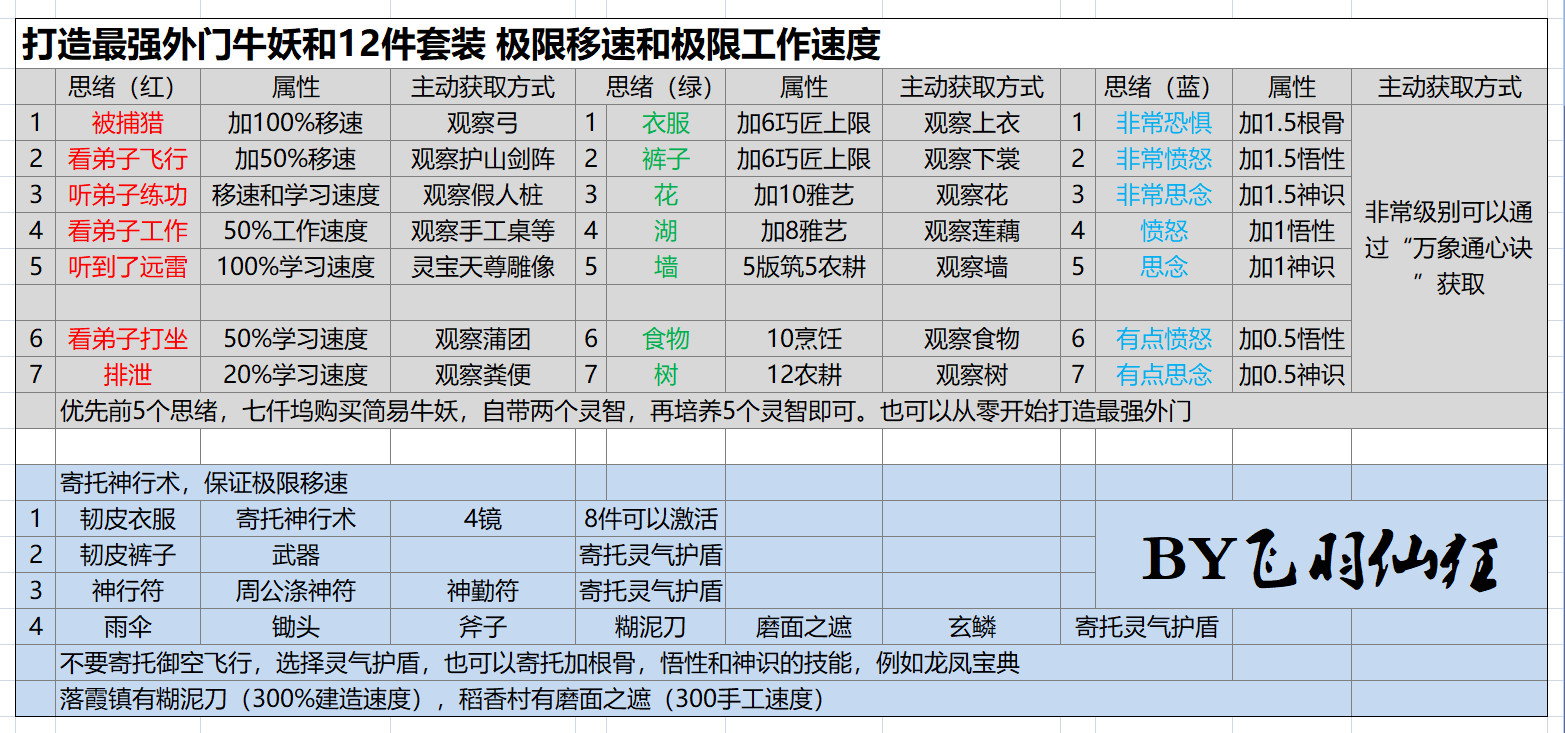 打造最强外门牛妖和12件套装 极限移速和极限工作速度
思绪（红） 属性 主动获取方式 思绪（绿） 属性 主动获取方式 思绪（蓝） 属性 主动获取方式
1 被捕猎 加100%移速 观察弓 1 衣服 加6巧匠上限 观察上衣 1 非常恐惧 加1.5根骨
2 看弟子飞行 加50%移速 观察护山剑阵 2 裤子 加6巧匠上限 观察下裳 2 非常愤怒 加1.5悟性
3 听弟子练功 移速和学习速度 观察假人桩 3 花 加10雅艺 观察花 3 非常思念 加1.5神识
4 看弟子工作 50%工作速度 观察手工桌等 4 湖 加8雅艺 观察莲藕 4 愤怒 加1悟性
5 听到了远雷 100%学习速度 灵宝天尊雕像 5 墙 5版筑5农耕 观察墙 5 思念 加1神识
非常级别可以通
过“万象通心诀
”获取
6 看弟子打坐 50%学习速度 观察蒲团 6 食物 10烹饪 观察食物 6 有点愤怒 加0.5悟性
7 排泄 20%学习速度 观察粪便 7 树 12农耕 观察树 7 有点思念 加0.5神识
优先前5个思绪，七仟坞购买简易牛妖，自带两个灵智，再培养5个灵智即可。也可以从零开始打造最强外门
寄托神行术，保证极限移速
1 韧皮衣服 寄托神行术 4镜 8件可以激活
2 韧皮裤子 武器 寄托灵气护盾
3 神行符 周公涤神符 神勤符 寄托灵气护盾
BY飞羽仙狂
4 雨伞 锄头 斧子 糊泥刀 磨面之遮 玄鳞 寄托灵气护盾
不要寄托御空飞行，选择灵气护盾，也可以寄托加根骨，悟性和神识的技能，例如龙凤宝典
落霞镇有糊泥刀（300%建造速度），稻香村有磨面之遮（300手工速度）